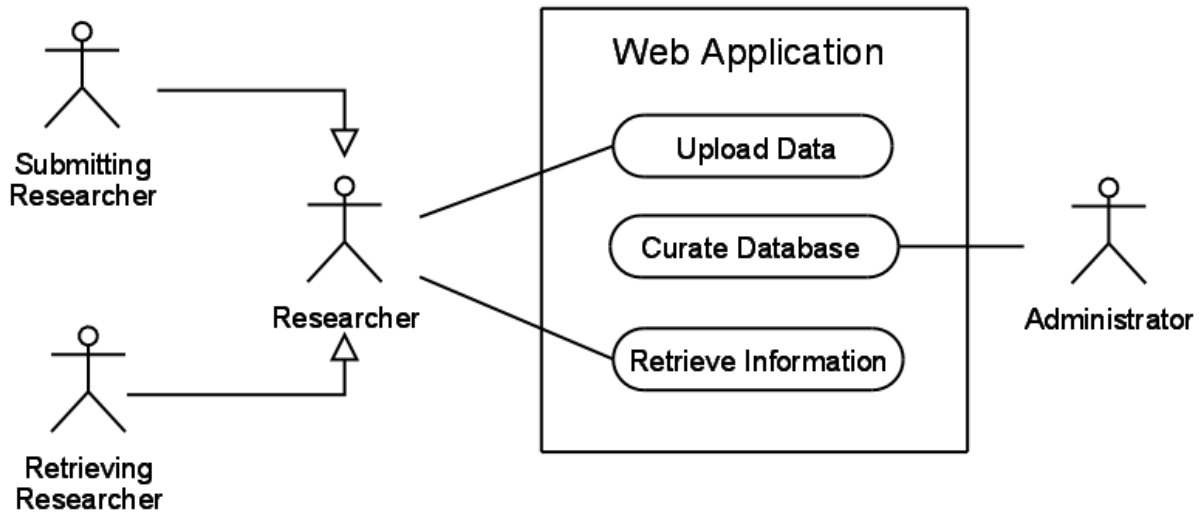 Web Application
Submitting
Researcher
Upload Data
Researcher
Curate Database
Administrator
Retrieve Information
Retrieving
Researcher